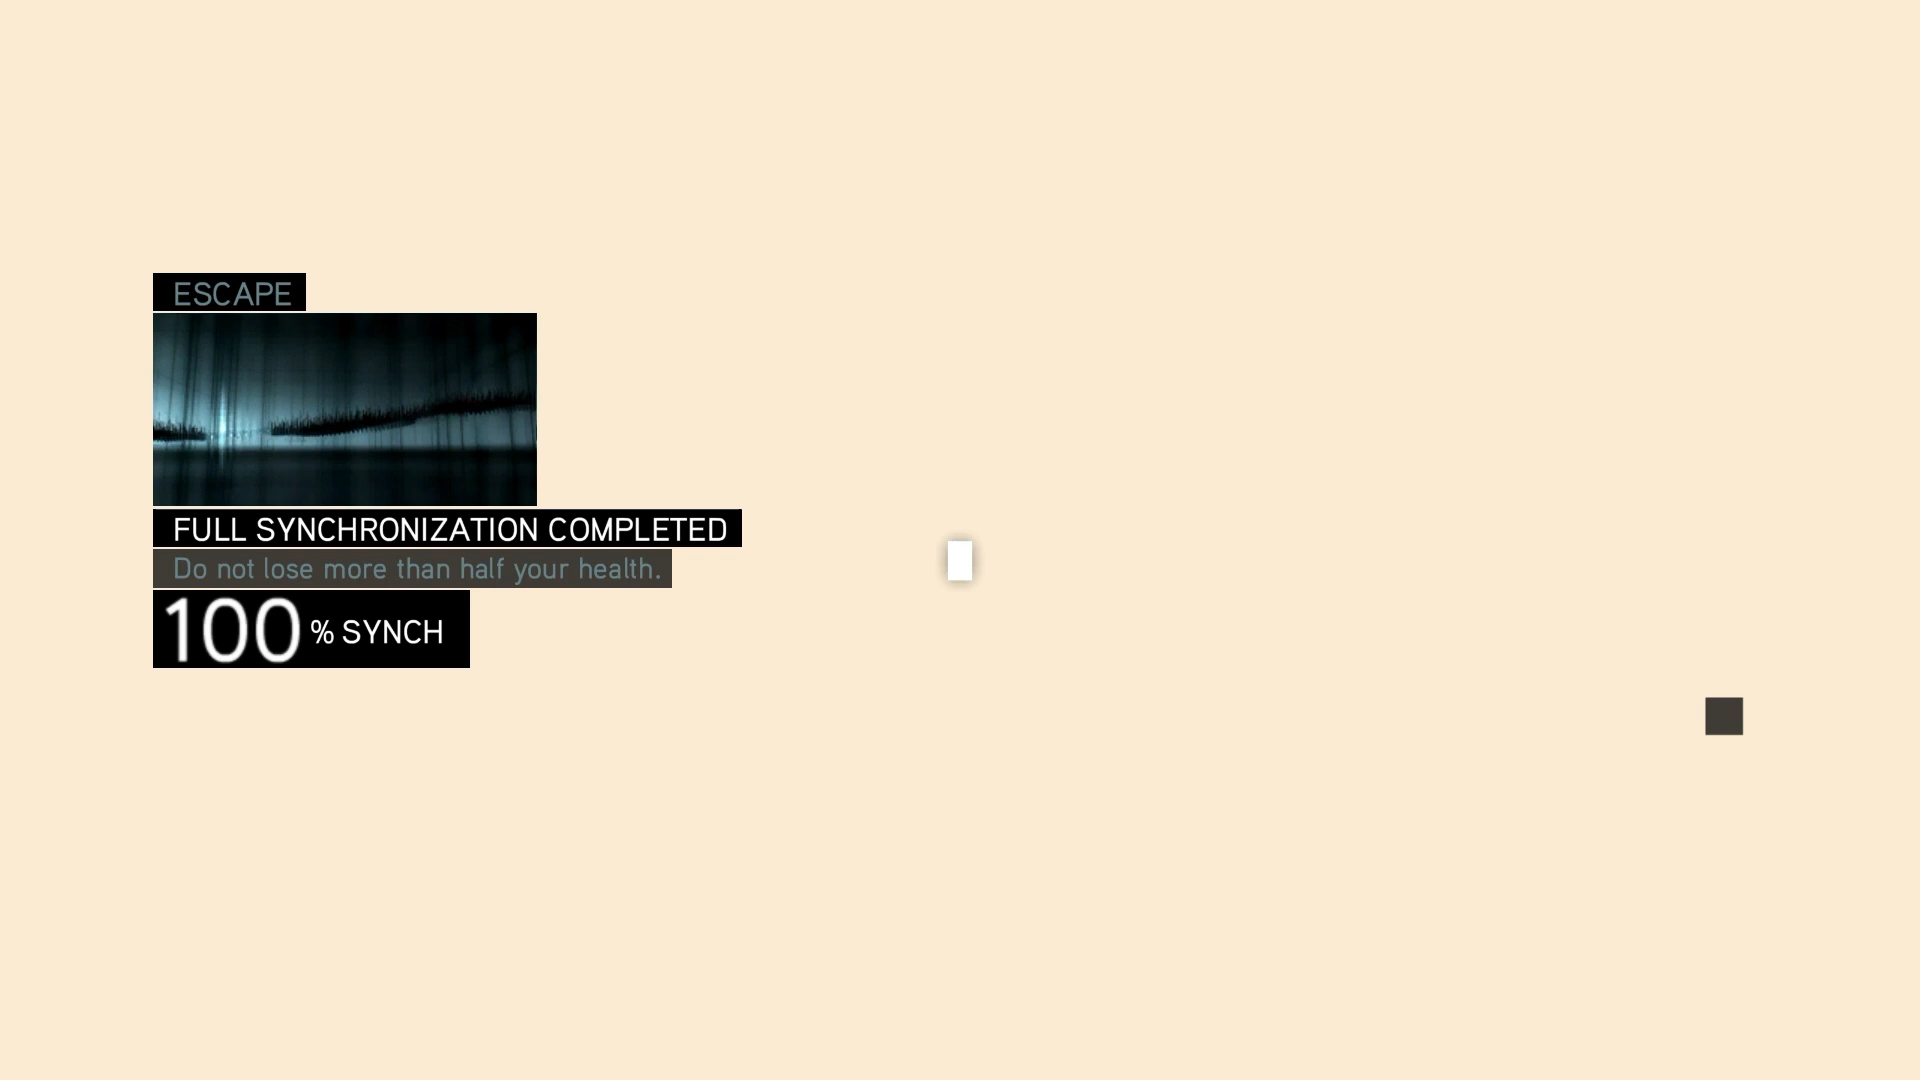 ESCAPE
FULL SYNCHRONIZATION COMPLETED
Do not lose more than half your health.
100 % SYNCH